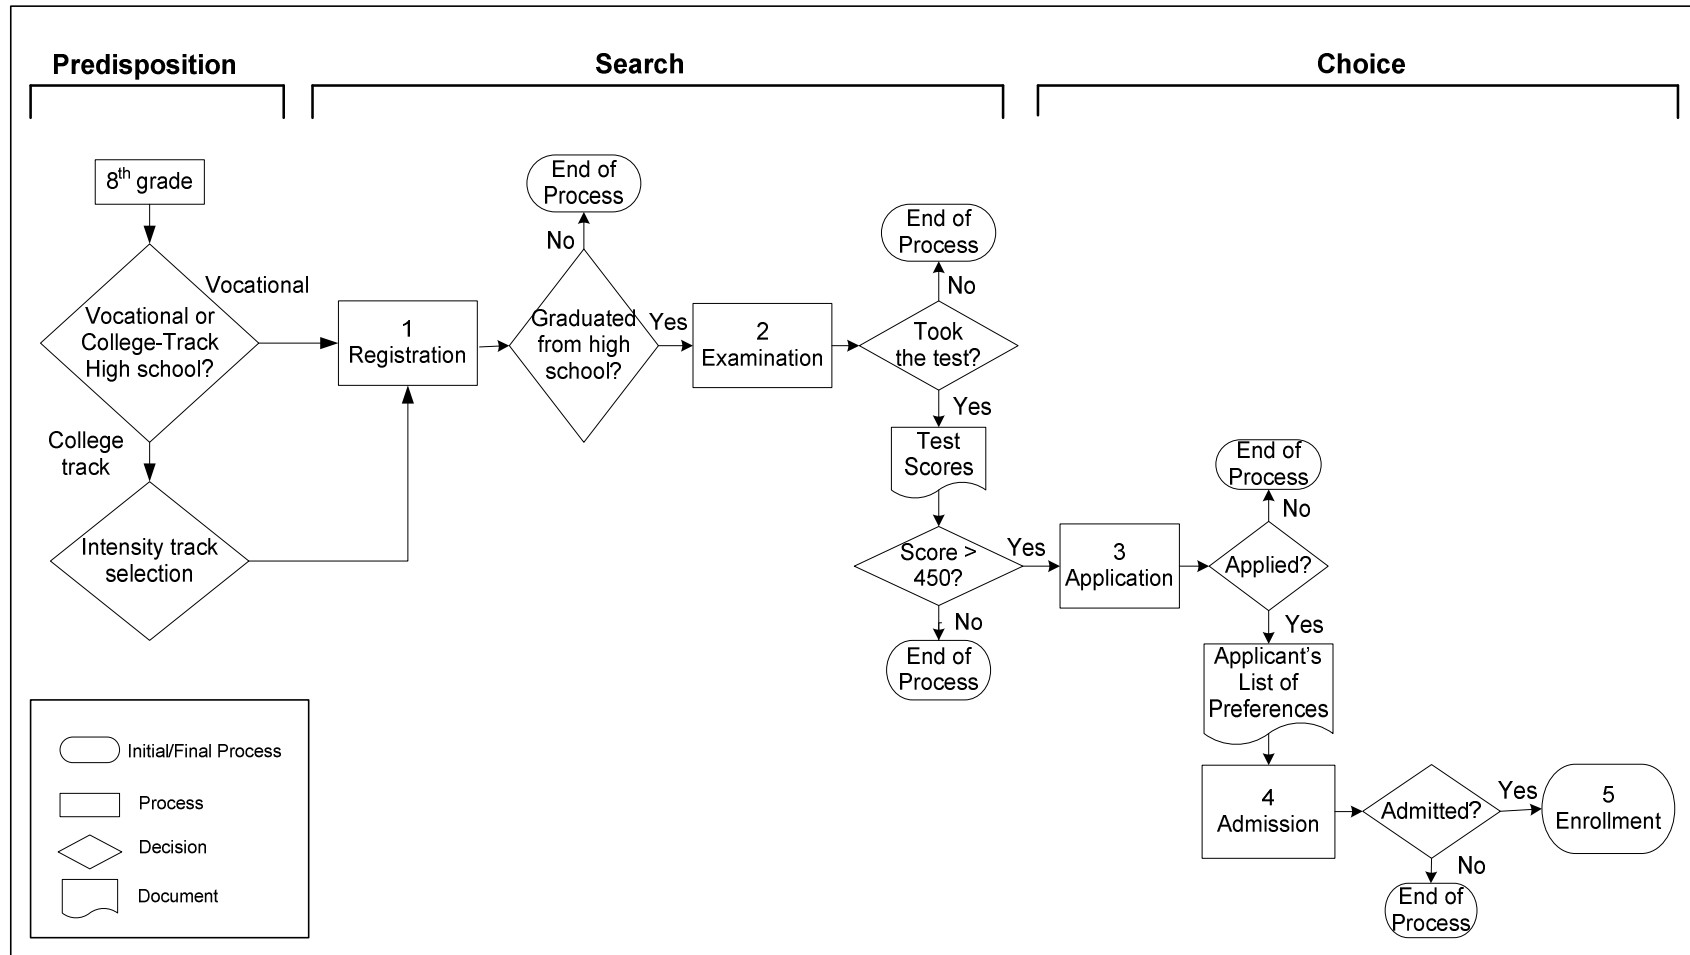 Predisposition
Search
Choice
8th grade
Vocational or
College-Track
High school?
Vocational
College
track
Intensity track
selection
1
Registration
Graduated
from high
school?
No
End of
Process
Yes
2
Examination
Took
the test?
No
End of
Process
Yes
Test
Scores
Score >
450?
No
End of
Process
Yes
3
Application
Applied?
No
End of
Process
Yes
Applicant's
List of
Preferences
4
Admission
Admitted?
Yes
5
Enrollment
No
End of
Process
Initial/Final Process
Process
Decision
Document